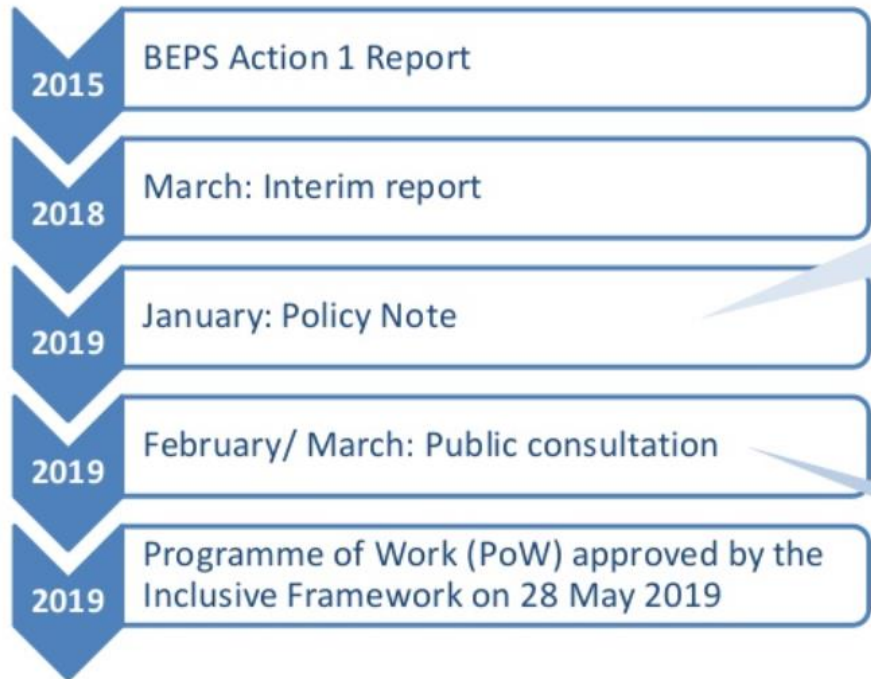 2015
BEPS Action 1 Report
2018
March: Interim report
2019
January: Policy Note
2019
February/ March: Public consultation
2019
Programme of Work (PoW) approved by the
Inclusive Framework on 28 May 2019